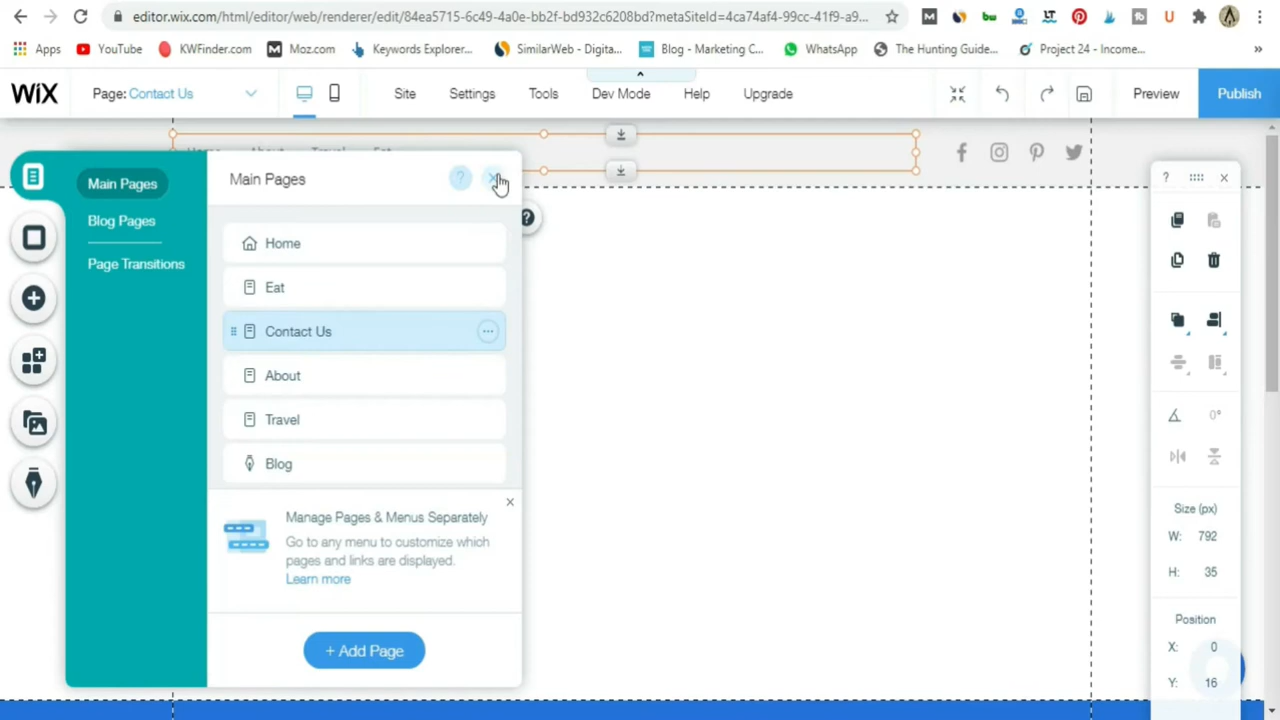 editor.wix.com/html/editor/web/renderer/edit/84ea5715-6c49-4a0e-bb2f-bd932c6208bd?metaSiteId=4ca74af4-99cc-41f9-a9...
Apps YouTube KWFinder.com Moz.com Keywords Explorer... SimilarWeb - Digita... Blog - Marketing C... WhatsApp The Hunting Guide... Project 24 - Income... »
WiX Page: Contact Us Site Settings Tools Dev Mode Help Upgrade Preview Publish
Home About Travel Eat
Main Pages
Blog Pages
Page Transitions
Main Pages ?
Home
Eat
Contact Us ...
About
Travel
Blog
Manage Pages & Menus Separately
Go to any menu to customize which
pages and links are displayed.
Learn more
+ Add Page
?
?
0°
Size (px)
W: 792
H: 35
Position
X: 0
Y: 16